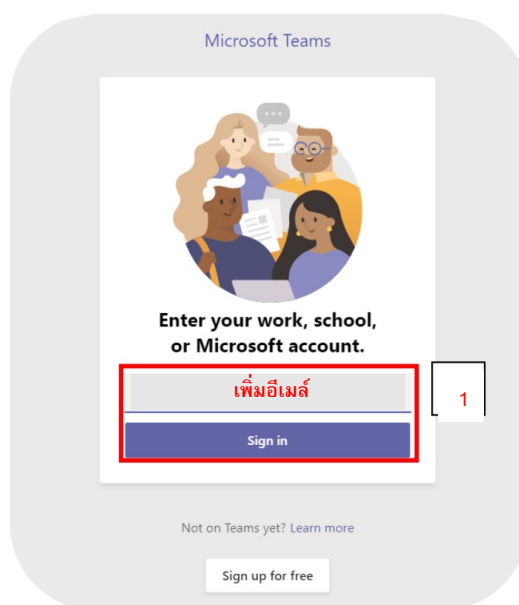 Microsoft Teams
Enter your work, school,
or Microsoft account.
เพิ่มอีเมล์
1
Sign in
Not on Teams yet? Learn more
Sign up for free